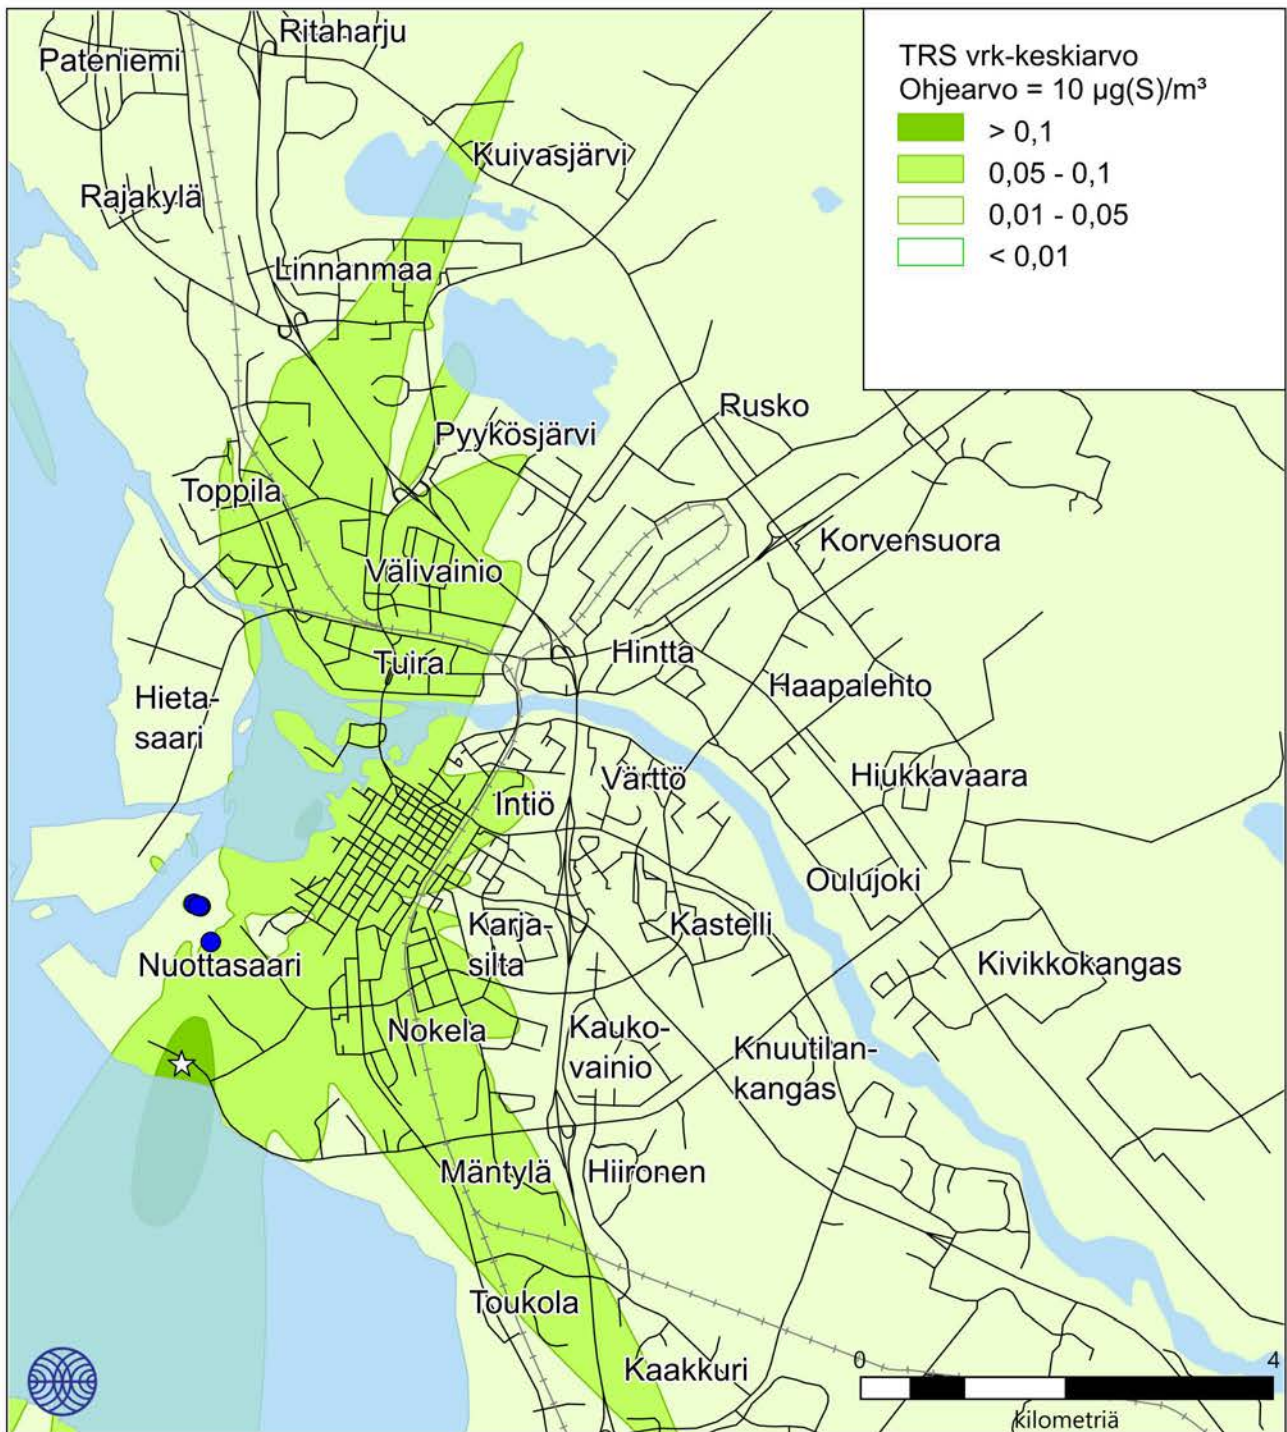 TRS vrk-keskiarvo
Ohjearvo = 10 µg(S)/m³
> 0,1
0,05 - 0,1
0,01 - 0,05
< 0,01
Ritaharju
Pateniemi
Kuivasjärvi
Rajakylä
Linnanmaa
Rusko
Pyykösjärvi
Toppila
Korvensuora
Välivainio
Hintta
Tuira
Haapalehto
Hieta-
saari
Hiukkavaara
Värttö
Intiö
Oulujoki
Karja-
silta
Kastelli
Nuottasaari
Kivikkokangas
Nokela
Kauko-
vainio
Knuutilan-
kangas
Mäntylä
Hiironen
Toukola
Kaakkuri
0
4
kilometriä